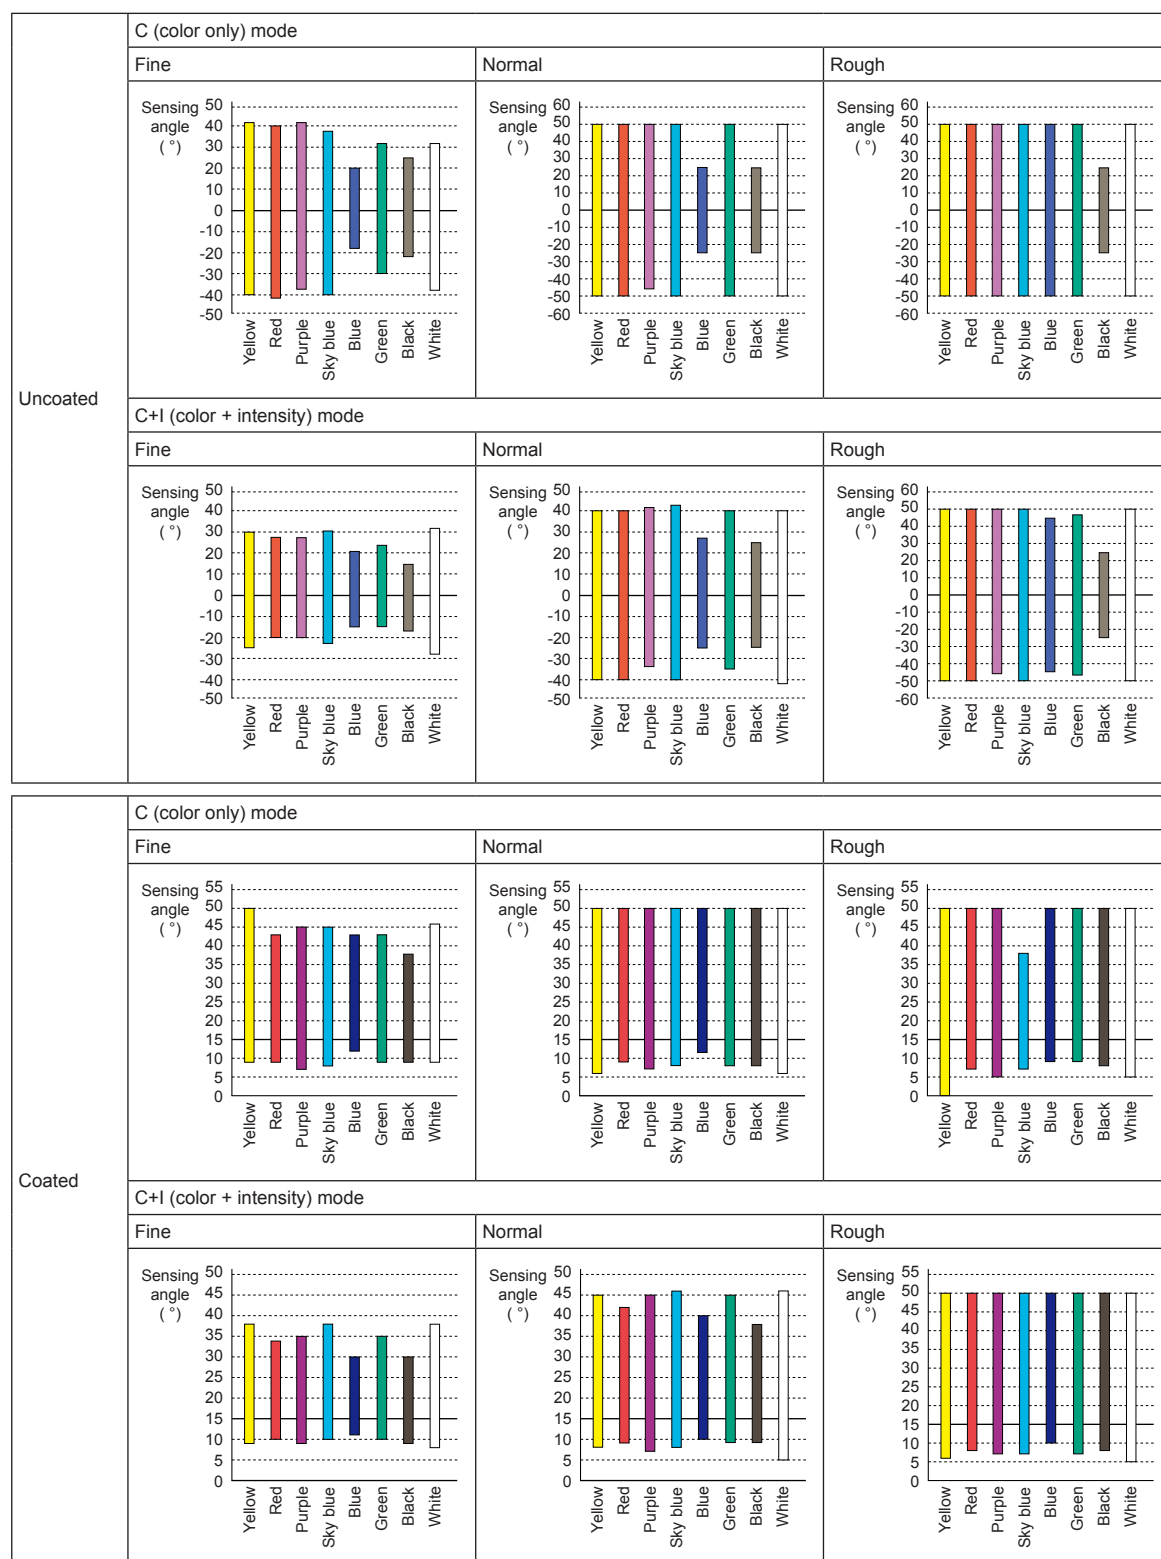 Uncoated
C (color only) mode
Fine
Normal
Rough
Sensing
angle
( °)
50
40
30
20
10
0
-10
-20
-30
-40
-50
Yellow
Red
Purple
Sky blue
Blue
Green
Black
White
Sensing
angle
( °)
60
50
40
30
20
10
0
-10
-20
-30
-40
-50
-60
Yellow
Red
Purple
Sky blue
Blue
Green
Black
White
Sensing
angle
( °)
60
50
40
30
20
10
0
-10
-20
-30
-40
-50
-60
Yellow
Red
Purple
Sky blue
Blue
Green
Black
White
C+I (color + intensity) mode
Fine
Normal
Rough
Sensing
angle
( °)
50
40
30
20
10
0
-10
-20
-30
-40
-50
Yellow
Red
Purple
Sky blue
Blue
Green
Black
White
Sensing
angle
( °)
50
40
30
20
10
0
-10
-20
-30
-40
-50
Yellow
Red
Purple
Sky blue
Blue
Green
Black
White
Sensing
angle
( °)
60
50
40
30
20
10
0
-10
-20
-30
-40
-50
-60
Yellow
Red
Purple
Sky blue
Blue
Green
Black
White
Coated
C (color only) mode
Fine
Normal
Rough
Sensing
angle
( °)
55
50
45
40
35
30
25
20
15
10
5
0
Yellow
Red
Purple
Sky blue
Blue
Green
Black
White
Sensing
angle
( °)
55
50
45
40
35
30
25
20
15
10
5
0
Yellow
Red
Purple
Sky blue
Blue
Green
Black
White
Sensing
angle
( °)
55
50
45
40
35
30
25
20
15
10
5
0
Yellow
Red
Purple
Sky blue
Blue
Green
Black
White
C+I (color + intensity) mode
Fine
Normal
Rough
Sensing
angle
( °)
50
45
40
35
30
25
20
15
10
5
0
Yellow
Red
Purple
Sky blue
Blue
Green
Black
White
Sensing
angle
( °)
50
45
40
35
30
25
20
15
10
5
0
Yellow
Red
Purple
Sky blue
Blue
Green
Black
White
Sensing
angle
( °)
55
50
45
40
35
30
25
20
15
10
5
0
Yellow
Red
Purple
Sky blue
Blue
Green
Black
White